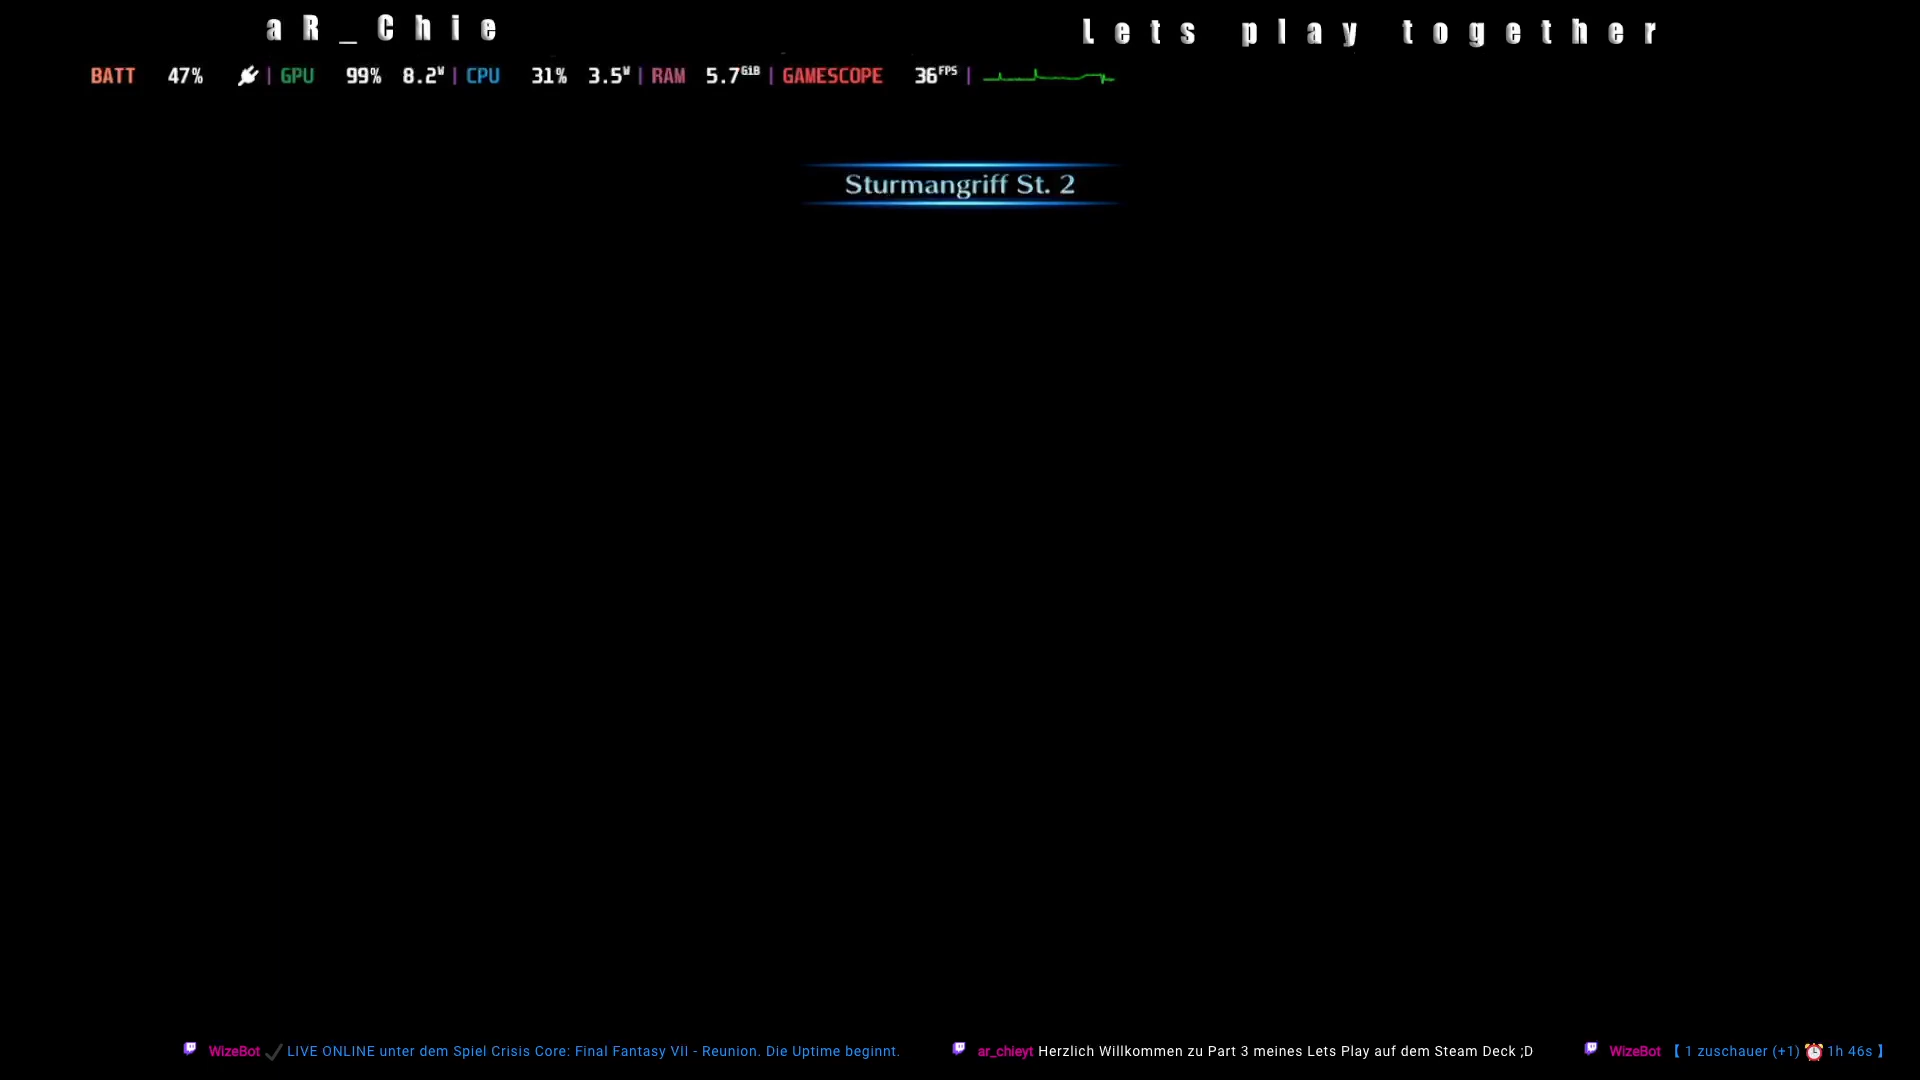 aR_Chie
Lets play together
BATT 47% | GPU 99% 8.2W | CPU 31% 3.5W | RAM 5.7GiB | GAMESCOPE 36FPS |
Sturmangriff St. 2
WizeBot ✓ LIVE ONLINE unter dem Spiel Crisis Core: Final Fantasy VII - Reunion. Die Uptime beginnt. ar_chieyt Herzlich Willkommen zu Part 3 meines Lets Play auf dem Steam Deck ;D WizeBot 【 1 zuschauer (+1) ⏰ 1h 46s 】